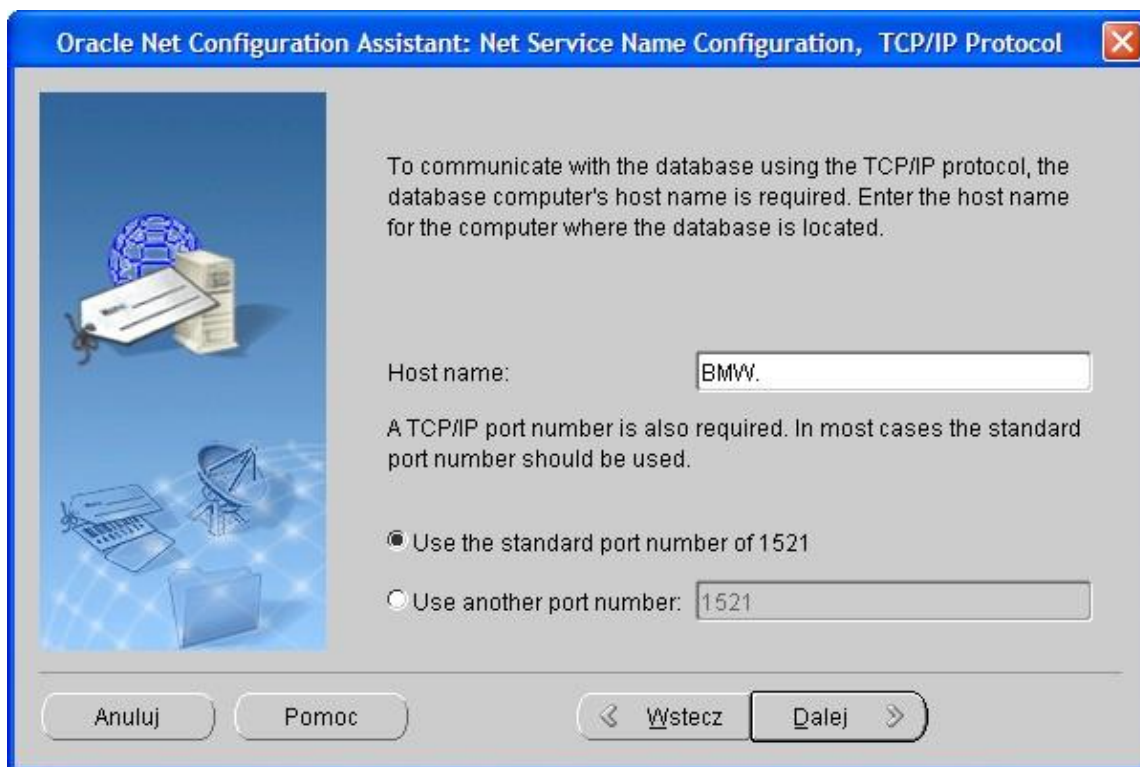 Oracle Net Configuration Assistant: Net Service Name Configuration, TCP/IP Protocol
To communicate with the database using the TCP/IP protocol, the
database computer's host name is required. Enter the host name
for the computer where the database is located.
Host name: BMW.
A TCP/IP port number is also required. In most cases the standard
port number should be used.
Use the standard port number of 1521
Use another port number: 1521
Anuluj Pomoc Wstecz Dalej